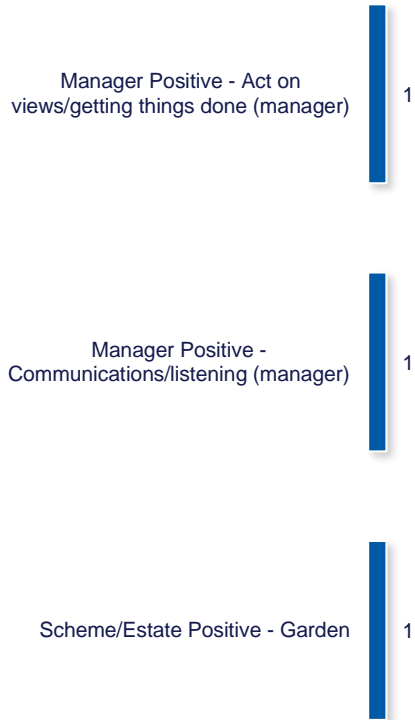 Manager Positive - Act on
views/getting things done (manager)
1
Manager Positive -
Communications/listening (manager)
1
Scheme/Estate Positive - Garden
1